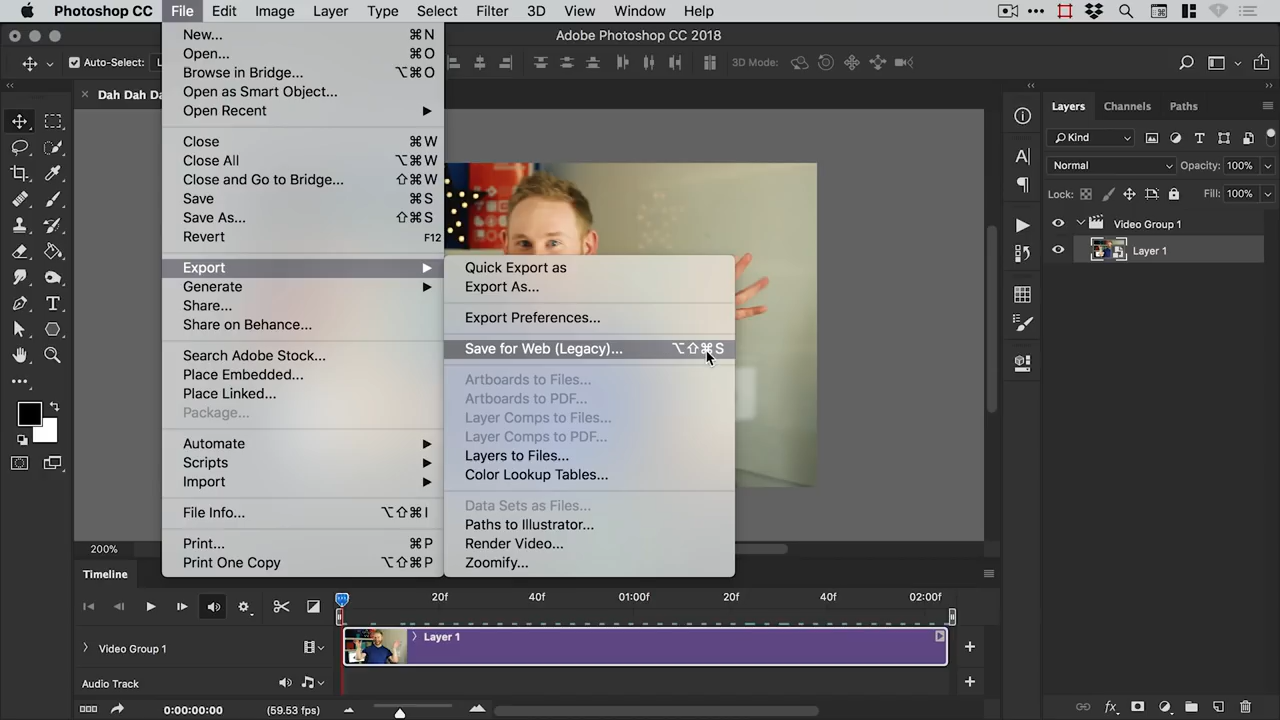 Photoshop CC File Edit Image Layer Type Select Filter 3D View Window Help
Adobe Photoshop CC 2018
Auto-Select:
3D Mode:
Dah Dah Da
New... ⌘N
Open... ⌘O
Browse in Bridge... ⌥⌘O
Open as Smart Object...
Open Recent
Close ⌘W
Close All ⌥⌘W
Close and Go to Bridge... ⇧⌘W
Save ⌘S
Save As... ⇧⌘S
Revert F12
Export
Generate
Share...
Share on Behance...
Search Adobe Stock...
Place Embedded...
Place Linked...
Package...
Automate
Scripts
Import
File Info... ⌥⇧⌘I
Print... ⌘P
Print One Copy ⌥⇧⌘P
Quick Export as
Export As...
Export Preferences...
Save for Web (Legacy)... ⌥⇧⌘S
Artboards to Files...
Artboards to PDF...
Layer Comps to Files...
Layer Comps to PDF...
Layers to Files...
Color Lookup Tables...
Data Sets as Files...
Paths to Illustrator...
Render Video...
Zoomify...
Layers Channels Paths
Kind
Normal Opacity: 100%
Lock: Fill: 100%
Video Group 1
Layer 1
200%
Timeline
20f 40f 01:00f 20f 40f 02:00f
Layer 1
Video Group 1
Audio Track
0:00:00:00 (59.53 fps)